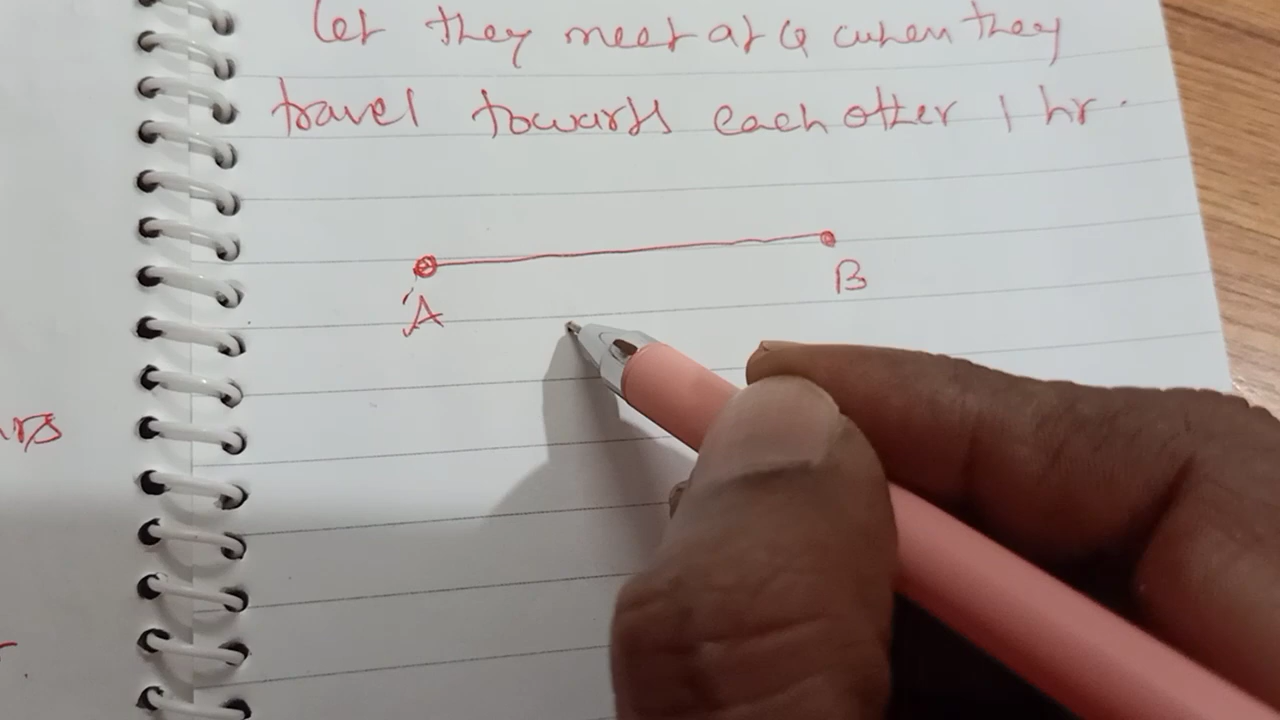 let they meet at Q when they
travel towards each other 1 hr.
A
B